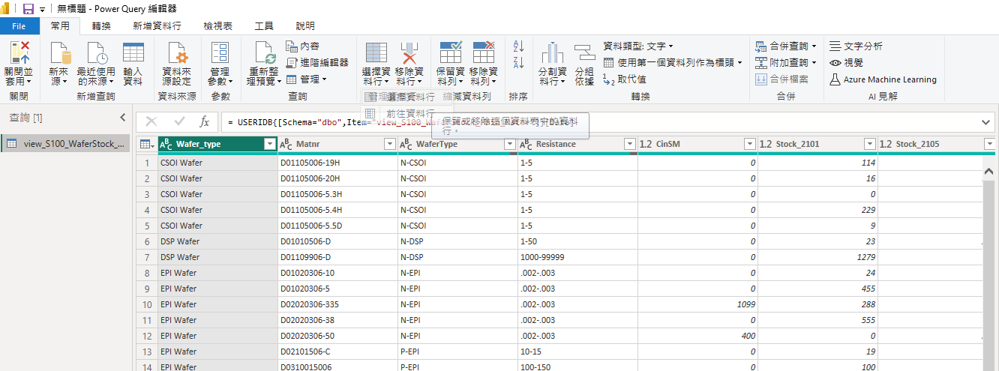 無標題 - Power Query 編輯器
File 常用 轉換 新增資料行 檢視表 工具 說明
關閉並套用
關閉
新來源
最近使用的來源
輸入資料
新增查詢
資料來源設定
資料來源
管理參數
參數
重新整理預覽
內容
進階編輯器
管理
查詢
選擇資料行
移除資料行
保留資料列
移除資料列
縮減資料列
排序
分割資料行
分組依據
資料類型: 文字
使用第一個資料列作為標頭
取代值
轉換
合併查詢
附加查詢
合併檔案
合併
文字分析
視覺
Azure Machine Learning
AI 見解
選擇資料行
前往資料行
保留或移除這個資料表中的資料
行。
查詢 [1]
view_S100_WaferStock_...
= USERIDB{[Schema="dbo",Item="view_S100_
Wafer_type Matnr WaferType Resistance 1.2 CinSM 1.2 Stock_2101 1.2 Stock_2105
1 CSOI Wafer D01105006-19H N-CSOI 1-5 0 114
2 CSOI Wafer D01105006-20H N-CSOI 1-5 0 16
3 CSOI Wafer D01105006-5.3H N-CSOI 1-5 0 0
4 CSOI Wafer D01105006-5.4H N-CSOI 1-5 0 229
5 CSOI Wafer D01105006-5.5D N-CSOI 1-5 0 9
6 DSP Wafer D01010506-D N-DSP 1-50 0 23
7 DSP Wafer D01109906-D N-DSP 1000-99999 0 1279
8 EPI Wafer D01020306-10 N-EPI .002-.003 0 24
9 EPI Wafer D01020306-5 N-EPI .002-.003 0 455
10 EPI Wafer D02020306-335 N-EPI .002-.003 1099 288
11 EPI Wafer D02020306-38 N-EPI .002-.003 0 555
12 EPI Wafer D02020306-50 N-EPI .002-.003 400 0
13 EPI Wafer D02101506-C P-EPI 10-15 0 19
14 EPI Wafer D0310015006 P-EPI 100-150 0 100